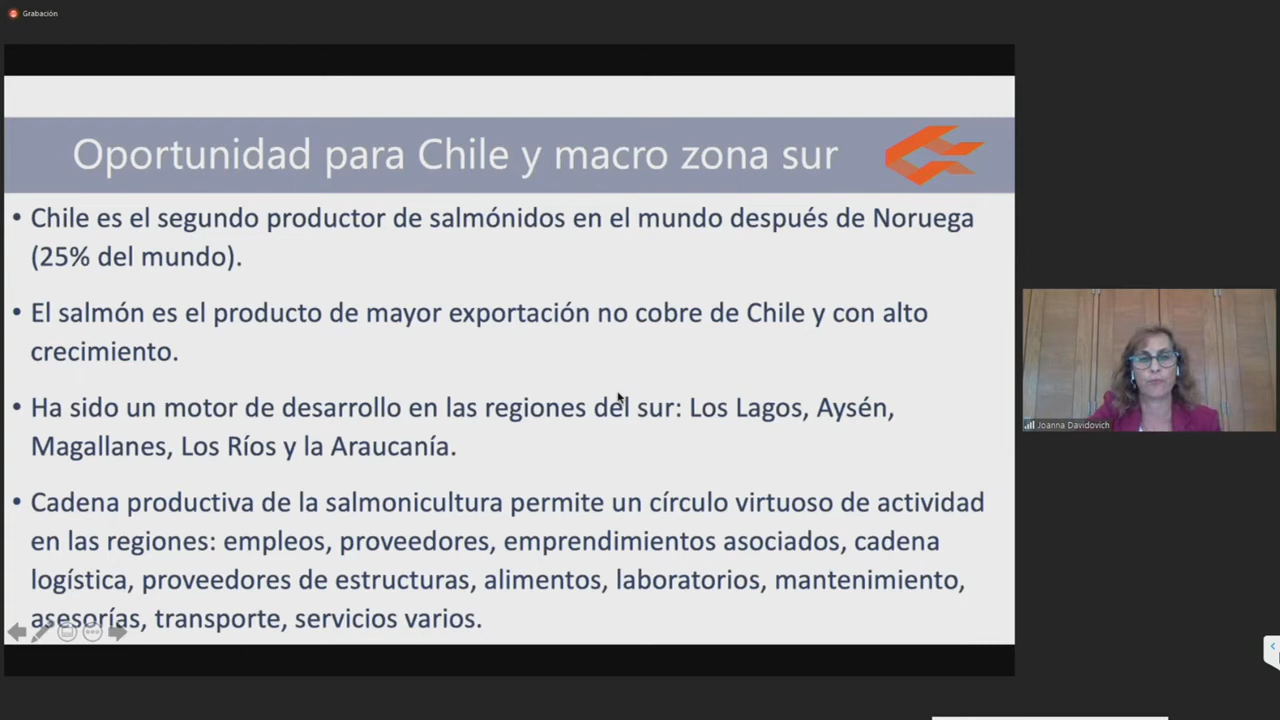 Grabación
Oportunidad para Chile y macro zona sur
• Chile es el segundo productor de salmónidos en el mundo después de Noruega
(25% del mundo).
• El salmón es el producto de mayor exportación no cobre de Chile y con alto
crecimiento.
• Ha sido un motor de desarrollo en las regiones del sur: Los Lagos, Aysén,
Magallanes, Los Ríos y la Araucanía.
• Cadena productiva de la salmonicultura permite un círculo virtuoso de actividad
en las regiones: empleos, proveedores, emprendimientos asociados, cadena
logística, proveedores de estructuras, alimentos, laboratorios, mantenimiento,
asesorías, transporte, servicios varios.
Joanna Davidovich